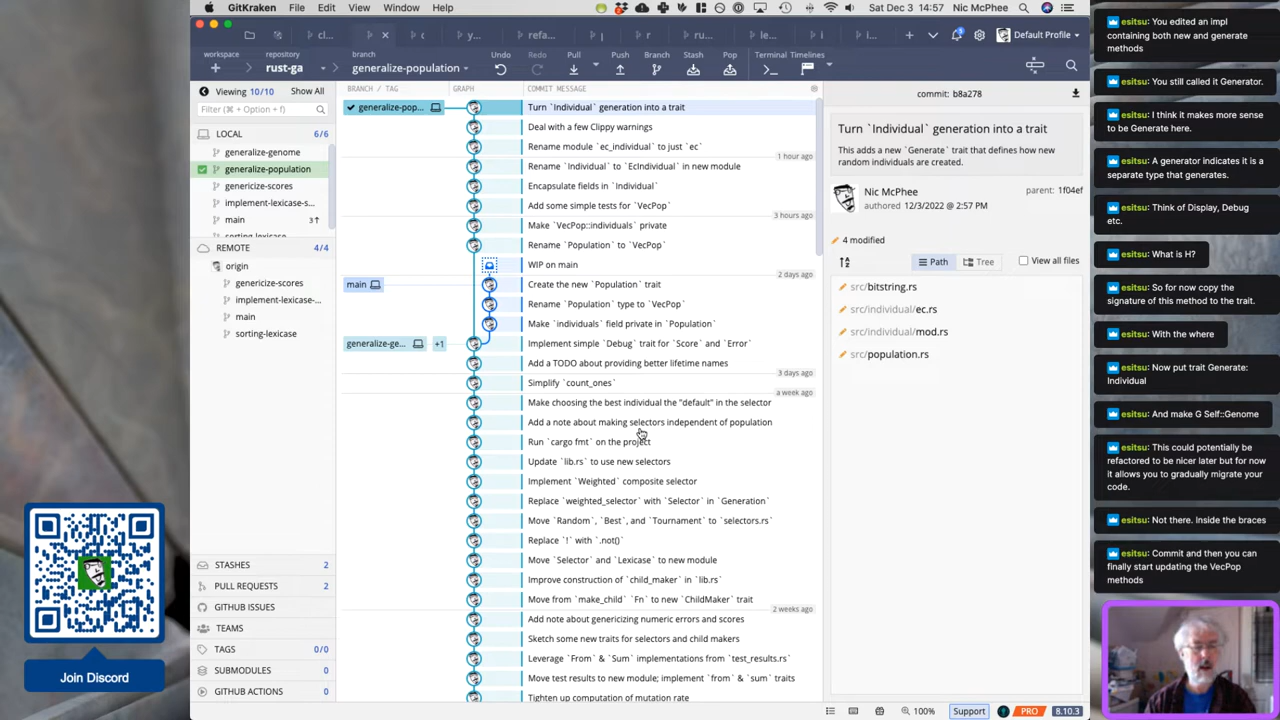 GitKraken File Edit View Window Help
Sat Dec 3 14:57 Nic McPhee
cl... c y... refa... r ru... le... i l...
Default Profile
workspace repository branch
rust-ga generalize-population
Undo Redo Pull Push Branch Stash Pop Terminal Timelines
Viewing 10/10 Show All
Filter (⌘ + Option + f)
LOCAL 6/6
generalize-genome
generalize-population
genericize-scores
implement-lexicase-s...
main 3↑
sorting-lexicase
REMOTE 4/4
origin
genericize-scores
implement-lexicase-...
main
sorting-lexicase
STASHES 2
PULL REQUESTS 2
GITHUB ISSUES
TEAMS
TAGS 0/0
SUBMODULES 0
GITHUB ACTIONS 0
BRANCH / TAG GRAPH COMMIT MESSAGE
generalize-pop... Turn `Individual` generation into a trait
Deal with a few Clippy warnings
Rename module `ec_individual` to just `ec`
1 hour ago
Rename `Individual` to `EcIndividual` in new module
Encapsulate fields in `Individual`
Add some simple tests for `VecPop`
3 hours ago
Make `VecPop::individuals` private
Rename `Population` to `VecPop`
WIP on main
2 days ago
main Create the new `Population` trait
Rename `Population` type to `VecPop`
Make `individuals` field private in `Population`
generalize-ge... +1 Implement simple `Debug` trait for `Score` and `Error`
Add a TODO about providing better lifetime names
3 days ago
Simplify `count_ones`
a week ago
Make choosing the best individual the "default" in the selector
Add a note about making selectors independent of population
Run `cargo fmt` on the project
Update `lib.rs` to use new selectors
Implement `Weighted` composite selector
Replace `weighted_selector` with `Selector` in `Generation`
Move `Random`, `Best`, and `Tournament` to `selectors.rs`
Replace `!` with `.not()`
Move `Selector` and `Lexicase` to new module
Improve construction of `child_maker` in `lib.rs`
Move from `make_child` `Fn` to new `ChildMaker` trait
2 weeks ago
Add note about genericizing numeric errors and scores
Sketch some new traits for selectors and child makers
Leverage `From` & `Sum` implementations from `test_results.rs`
Move test results to new module; implement `from` & `sum` traits
Tighten up computation of mutation rate
commit: b8a278
Turn `Individual` generation into a trait
This adds a new `Generate` trait that defines how new
random individuals are created.
Nic McPhee
authored 12/3/2022 @ 2:57 PM
parent: 1f04ef
4 modified
Path Tree View all files
src/bitstring.rs
src/individual/ec.rs
src/individual/mod.rs
src/population.rs
100% Support PRO 8.10.3
esitsu: You edited an impl
containing both new and generate
methods
esitsu: You still called it Generator.
esitsu: I think it makes more sense
to be Generate here.
esitsu: A generator indicates it is a
separate type that generates.
esitsu: Think of Display, Debug
etc.
esitsu: What is H?
esitsu: So for now copy the
signature of this method to the trait.
esitsu: With the where
esitsu: Now put trait Generate:
Individual
esitsu: And make G Self::Genome
esitsu: This could potentially be
refactored to be nicer later but for now
it allows you to gradually migrate your
code.
esitsu: Not there. Inside the braces
esitsu: Commit and then you can
finally start updating the VecPop
methods
Join Discord